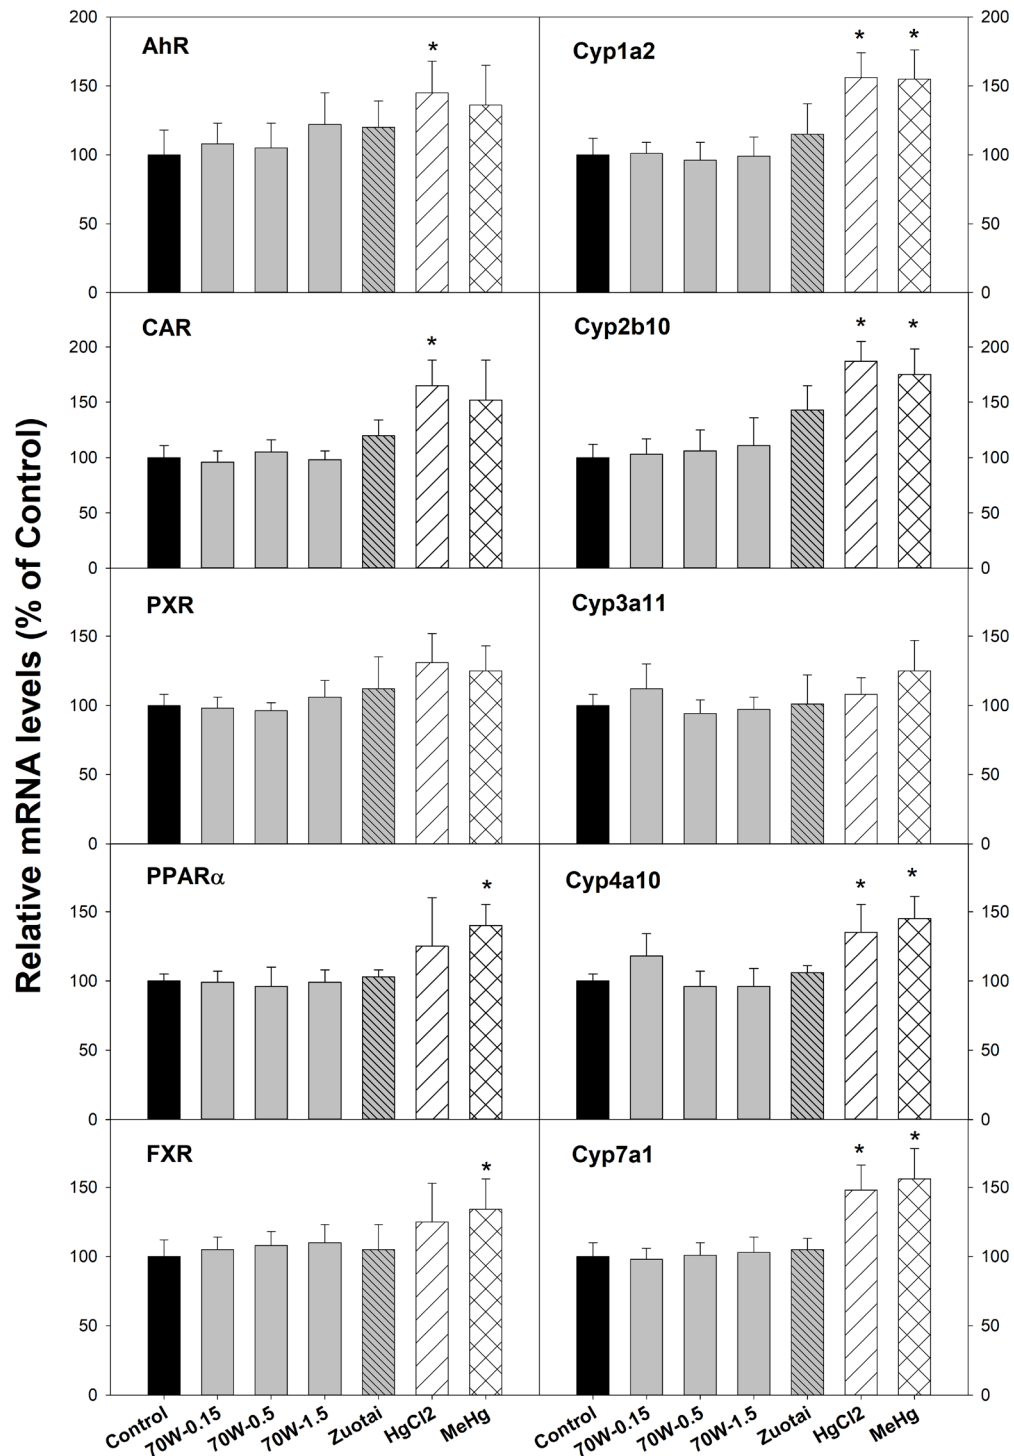 Relative mRNA levels (% of Control)
200
150
100
50
0
AhR
*
Cyp1a2
*
*
200
150
100
50
0
200
150
100
50
0
CAR
*
Cyp2b10
*
*
200
150
100
50
0
150
100
50
0
PXR
Cyp3a11
150
100
50
0
150
100
50
0
PPARα
*
Cyp4a10
*
*
150
100
50
0
150
100
50
0
FXR
*
Cyp7a1
*
*
150
100
50
0
Control
70W-0.15
70W-0.5
70W-1.5
Zuotai
HgCl2
MeHg
Control
70W-0.15
70W-0.5
70W-1.5
Zuotai
HgCl2
MeHg